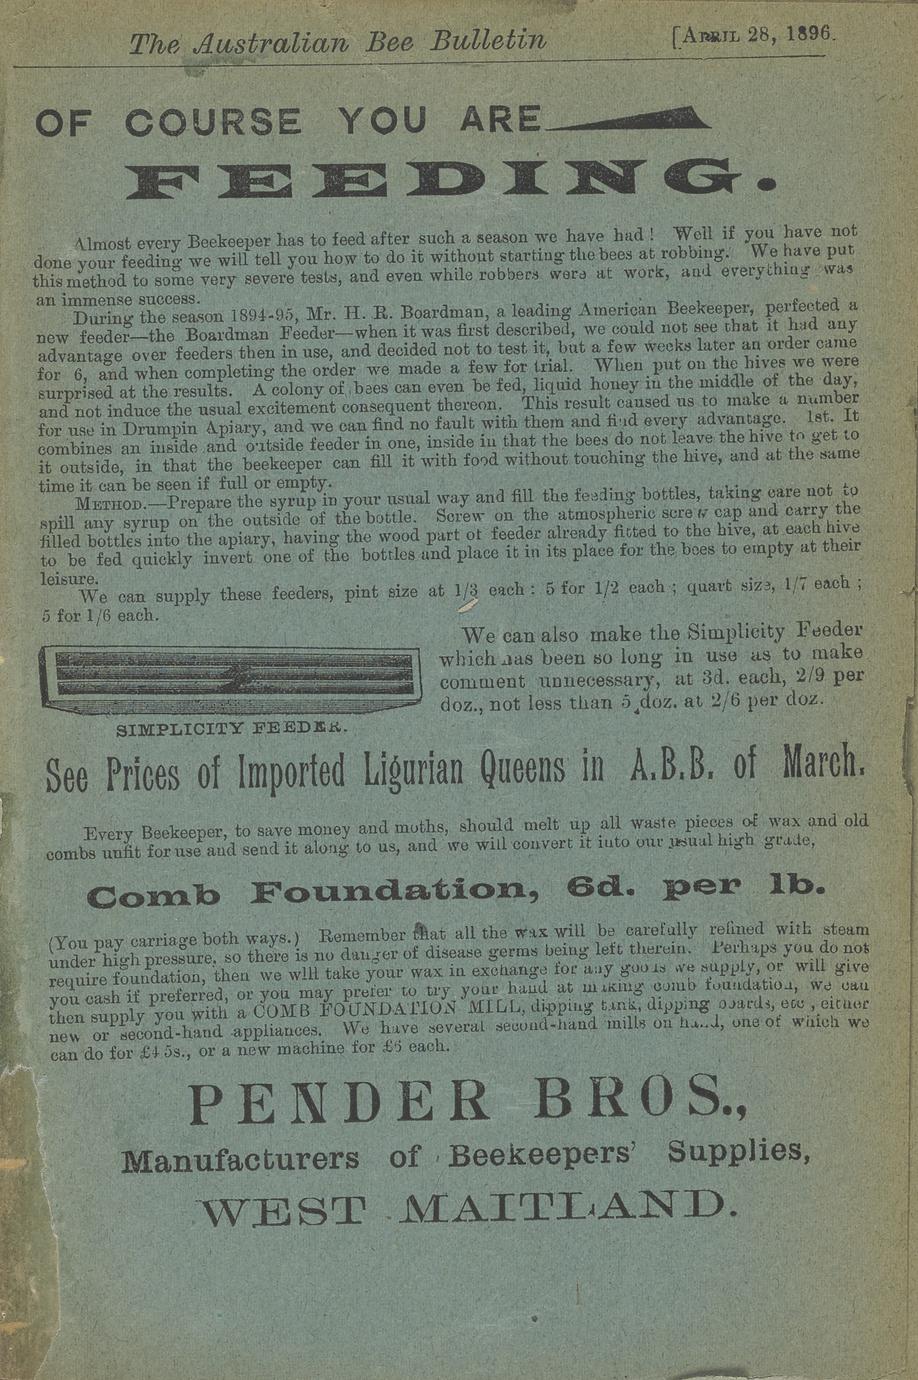 The Australian Bee Bulletin [APRIL 28, 1896.
OF COURSE YOU ARE
FEEDING.
Almost every Beekeeper has to feed after such a season we have had ! Well if you have not
done your feeding we will tell you how to do it without starting the bees at robbing. We have put
this method to some very severe tests, and even while robbers were at work, and everything was
an immense success.
During the season 1894-95, Mr. H. R. Boardman, a leading American Beekeeper, perfected a
new feeder—the Boardman Feeder—when it was first described, we could not see that it had any
advantage over feeders then in use, and decided not to test it, but a few weeks later an order came
for 6, and when completing the order we made a few for trial. When put on the hives we were
surprised at the results. A colony of bees can even be fed, liquid honey in the middle of the day,
and not induce the usual excitement consequent thereon. This result caused us to make a number
for use in Drumpin Apiary, and we can find no fault with them and find every advantage. 1st. It
combines an inside and outside feeder in one, inside in that the bees do not leave the hive to get to
it outside, in that the beekeeper can fill it with food without touching the hive, and at the same
time it can be seen if full or empty.
METHOD.—Prepare the syrup in your usual way and fill the feeding bottles, taking care not to
spill any syrup on the outside of the bottle. Screw on the atmospheric screw cap and carry the
filled bottles into the apiary, having the wood part of feeder already fitted to the hive, at each hive
to be fed quickly invert one of the bottles and place it in its place for the bees to empty at their
leisure.
We can supply these feeders, pint size at 1/3 each : 5 for 1/2 each ; quart size, 1/7 each ;
5 for 1/6 each.
We can also make the Simplicity Feeder
which has been so long in use as to make
comment unnecessary, at 3d. each, 2/9 per
doz., not less than 5 doz. at 2/6 per doz.
SIMPLICITY FEEDER.
See Prices of Imported Ligurian Queens in A.B.B. of March.
Every Beekeeper, to save money and moths, should melt up all waste pieces of wax and old
combs unfit for use and send it along to us, and we will convert it into our usual high grade,
Comb Foundation, 6d. per lb.
(You pay carriage both ways.) Remember that all the wax will be carefully refined with steam
under high pressure, so there is no danger of disease germs being left therein. Perhaps you do not
require foundation, then we will take your wax in exchange for any goods we supply, or will give
you cash if preferred, or you may prefer to try your hand at making comb foundation, we can
then supply you with a COMB FOUNDATION MILL, dipping tank, dipping boards, etc , either
new or second-hand appliances. We have several second-hand mills on hand, one of which we
can do for £4 5s., or a new machine for £5 each.
PENDER BROS.,
Manufacturers of Beekeepers' Supplies,
WEST MAITLAND.